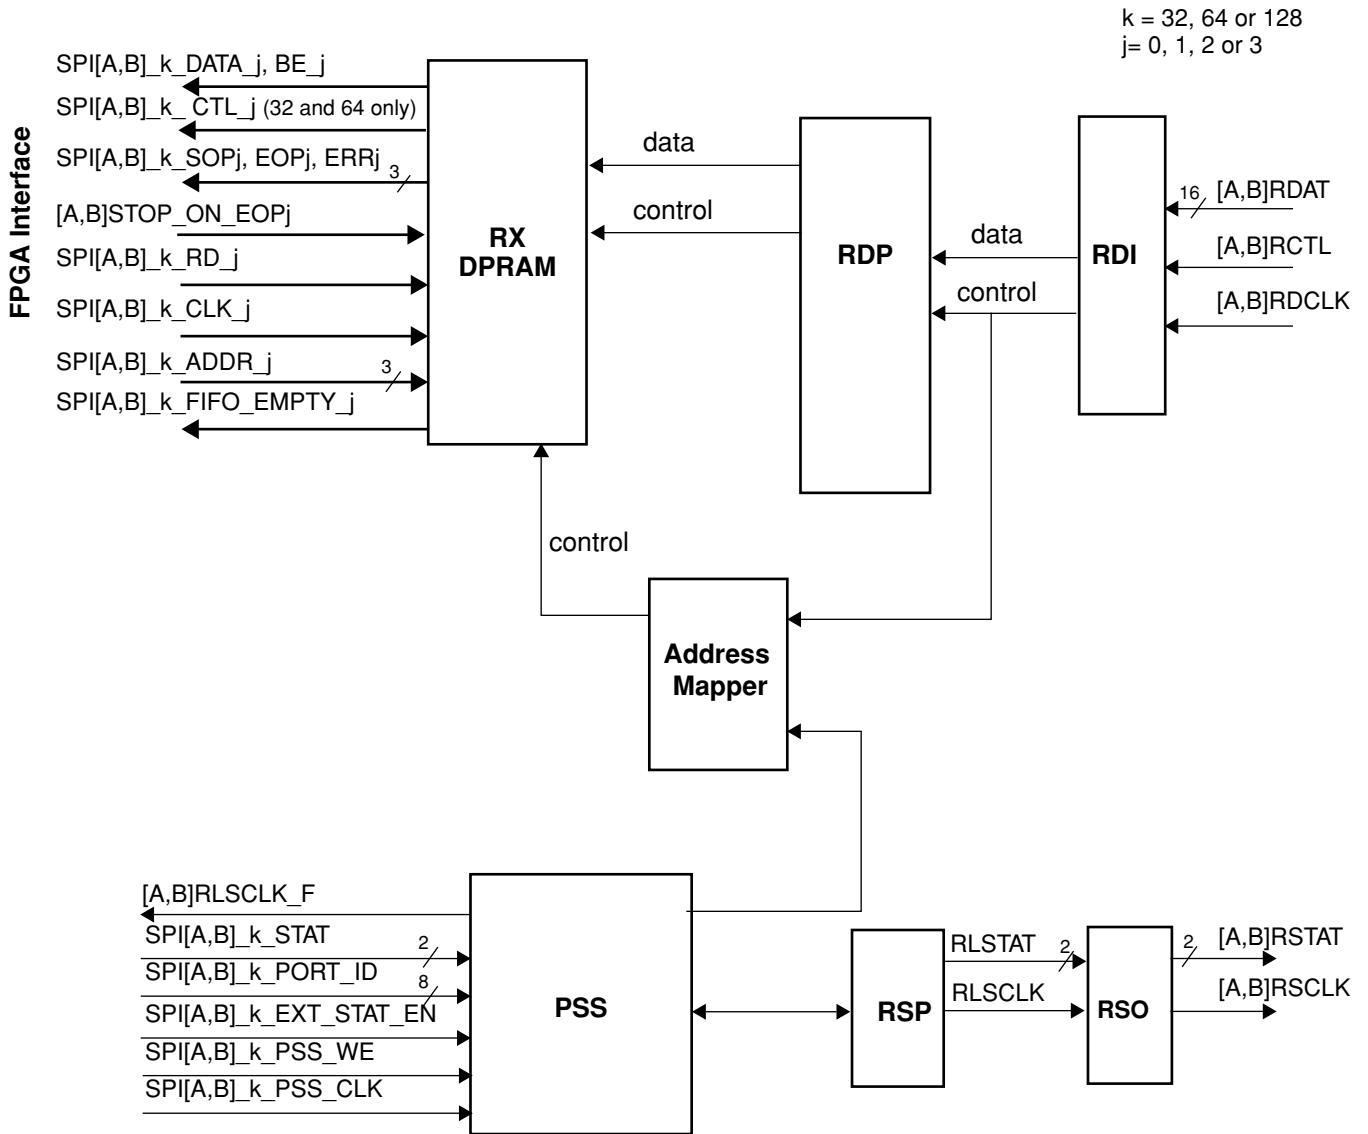 k = 32, 64 or 128
j= 0, 1, 2 or 3
FPGA Interface
SPI[A,B]_k_DATA_j, BE_j
SPI[A,B]_k_ CTL_j (32 and 64 only)
SPI[A,B]_k_SOPj, EOPj, ERRj
3
[A,B]STOP_ON_EOPj
SPI[A,B]_k_RD_j
SPI[A,B]_k_CLK_j
SPI[A,B]_k_ADDR_j
3
SPI[A,B]_k_FIFO_EMPTY_j
RX
DPRAM
data
control
RDP
data
control
RDI
16
[A,B]RDAT
[A,B]RCTL
[A,B]RDCLK
control
Address
Mapper
[A,B]RLSCLK_F
SPI[A,B]_k_STAT
2
SPI[A,B]_k_PORT_ID
8
SPI[A,B]_k_EXT_STAT_EN
SPI[A,B]_k_PSS_WE
SPI[A,B]_k_PSS_CLK
PSS
RSP
RLSTAT
2
RLSCLK
RSO
2
[A,B]RSTAT
[A,B]RSCLK